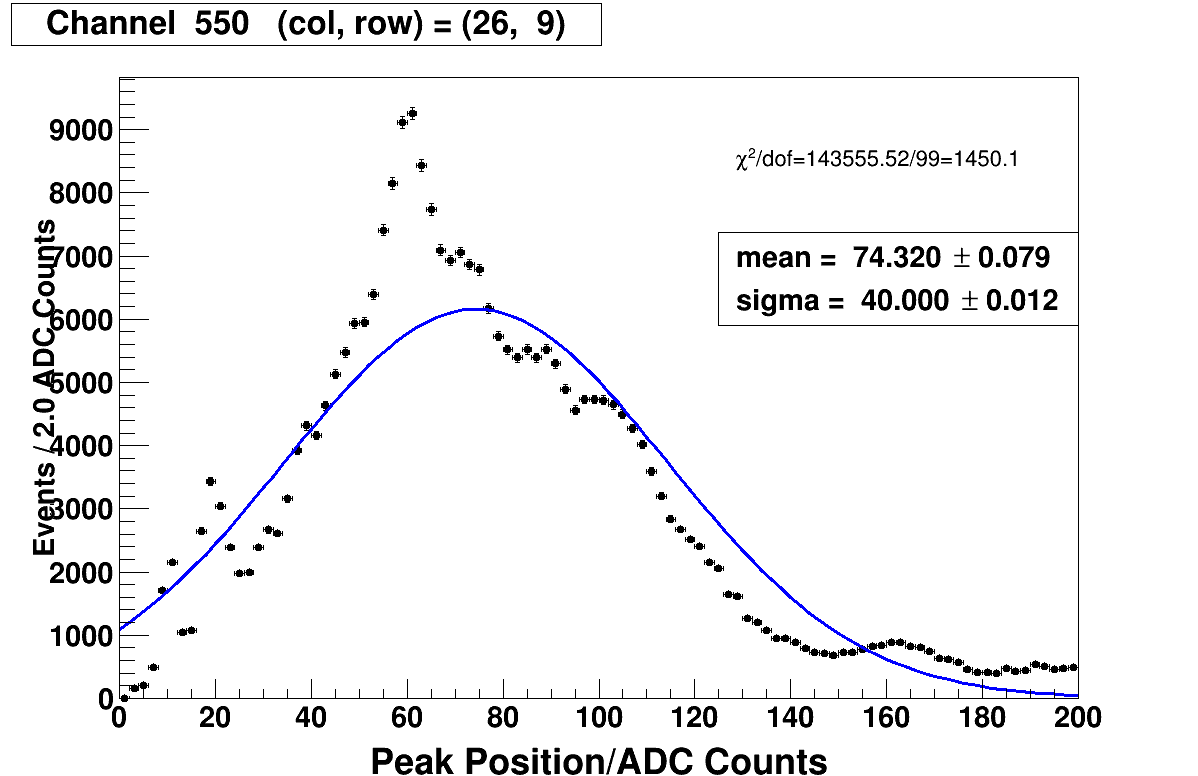 Channel 550 (col, row) = (26, 9)
χ²/dof=143555.52/99=1450.1
mean = 74.320 ± 0.079
sigma = 40.000 ± 0.012
Events / 2.0 ADC Counts
9000
8000
7000
6000
5000
4000
3000
2000
1000
0
0 20 40 60 80 100 120 140 160 180 200
Peak Position/ADC Counts